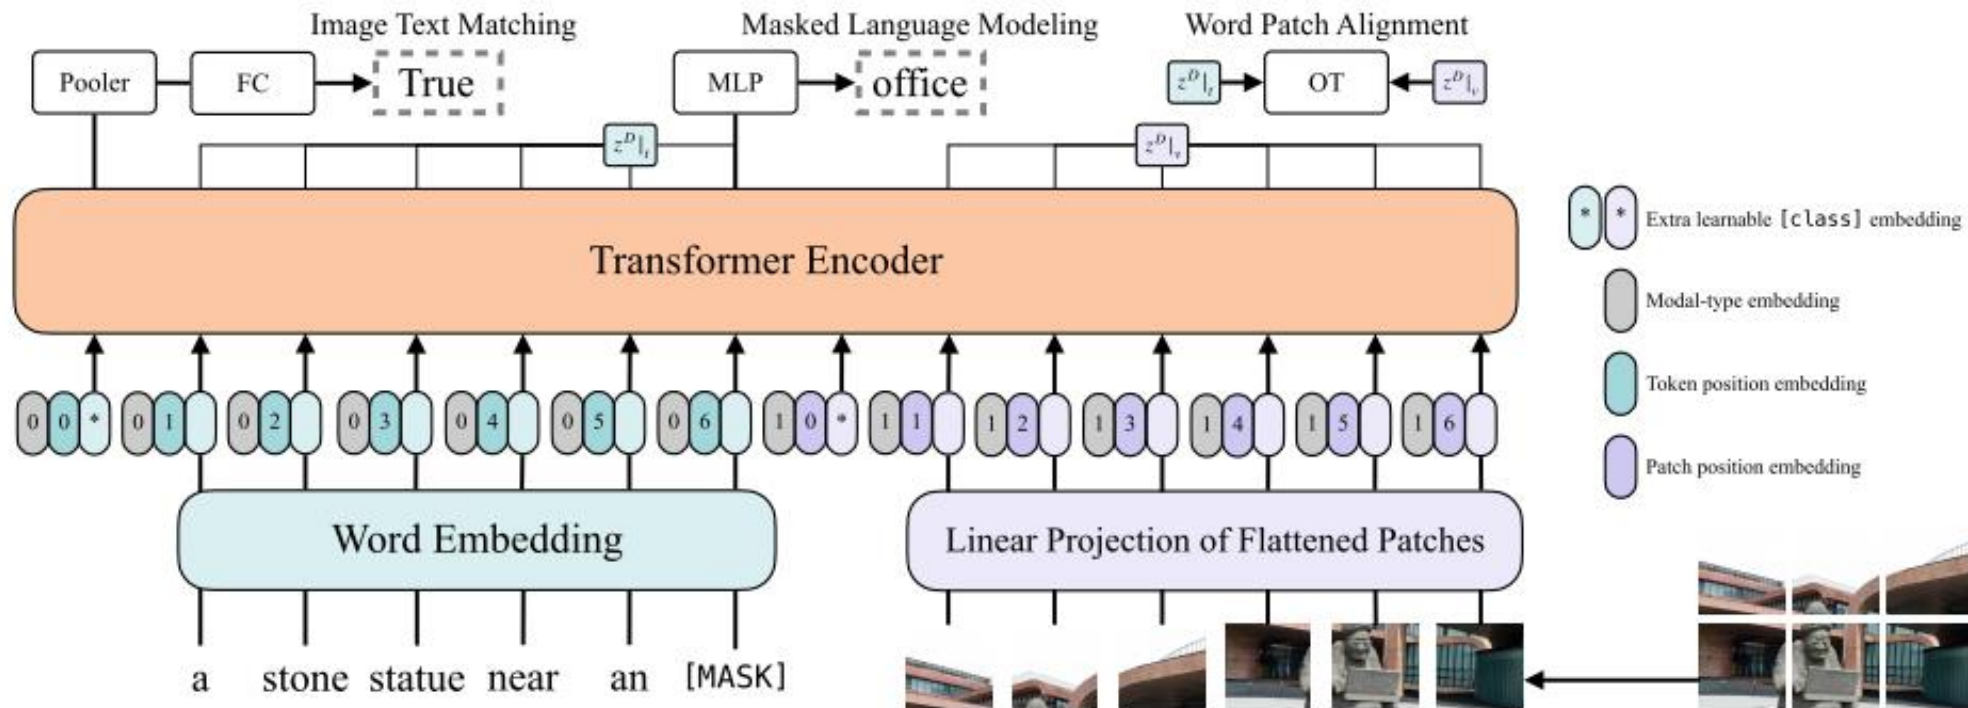 Image Text Matching
Masked Language Modeling
Word Patch Alignment
Pooler
FC
True
MLP
office
z^D|_t
OT
z^D|_v
z^D|_t
z^D|_v
Transformer Encoder
* * Extra learnable [class] embedding
Modal-type embedding
Token position embedding
Patch position embedding
0 0 * 0 1 0 2 0 3 0 4 0 5 0 6 1 0 * 1 1 1 2 1 3 1 4 1 5 1 6
Word Embedding
Linear Projection of Flattened Patches
a stone statue near an [MASK]